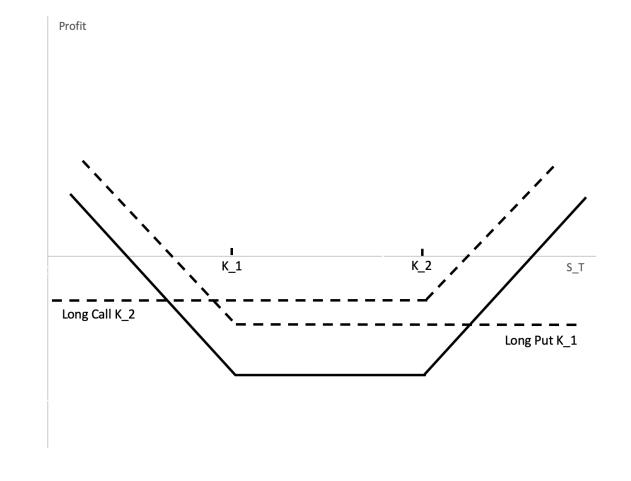 Profit
K_1
K_2
S_T
Long Call K_2
Long Put K_1